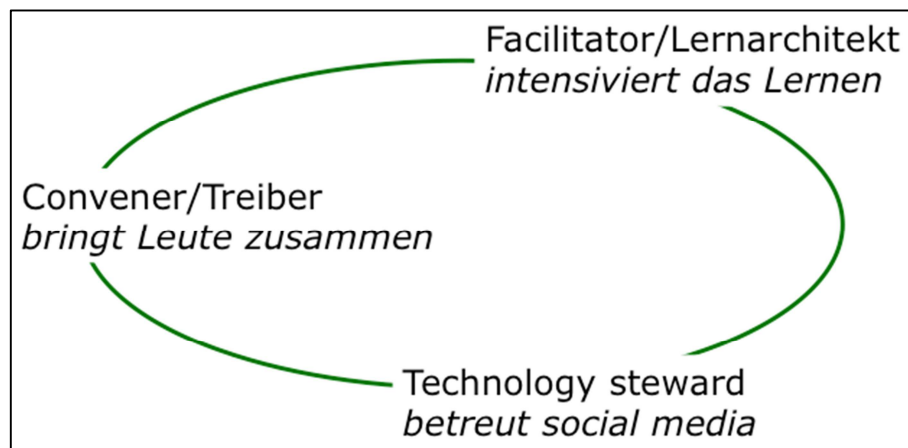 Facilitator/Lernarchitekt
intensiviert das Lernen
Convener/Treiber
bringt Leute zusammen
Technology steward
betreut social media